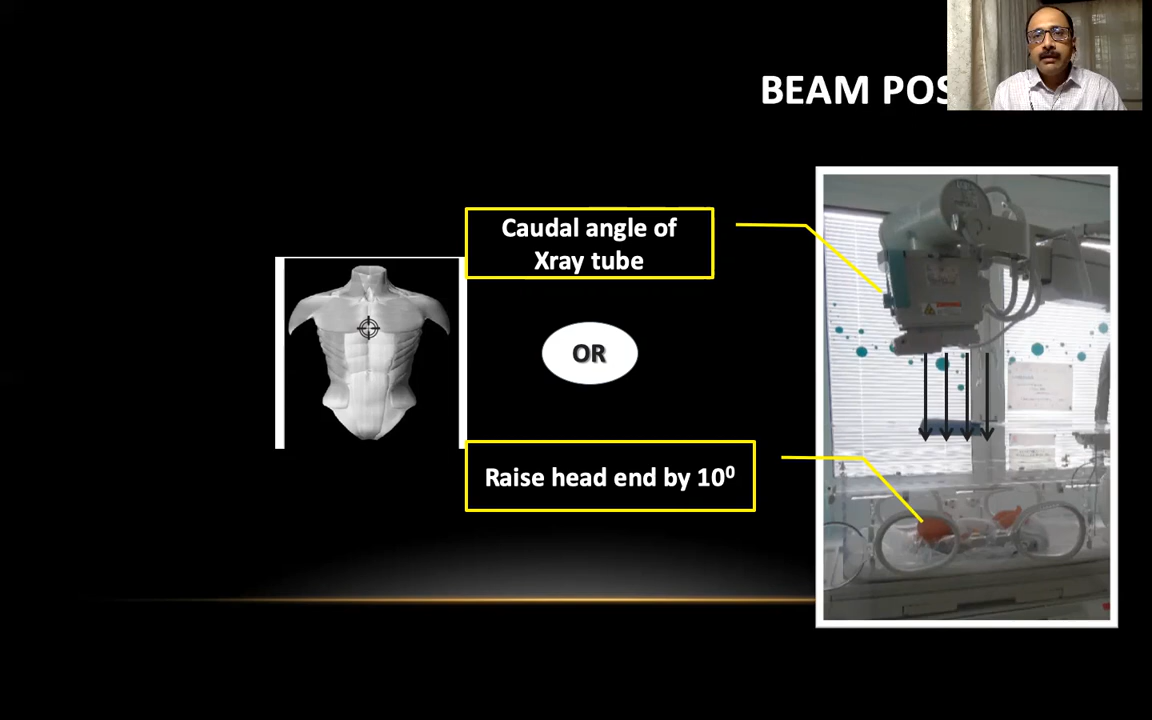 BEAM POS
Caudal angle of
Xray tube
OR
Raise head end by 10⁰